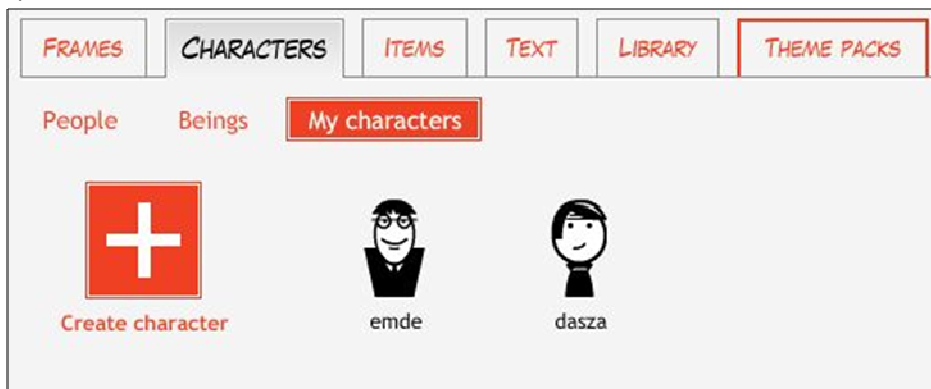 FRAMES CHARACTERS ITEMS TEXT LIBRARY THEME PACKS
People Beings My characters
Create character emde dasza